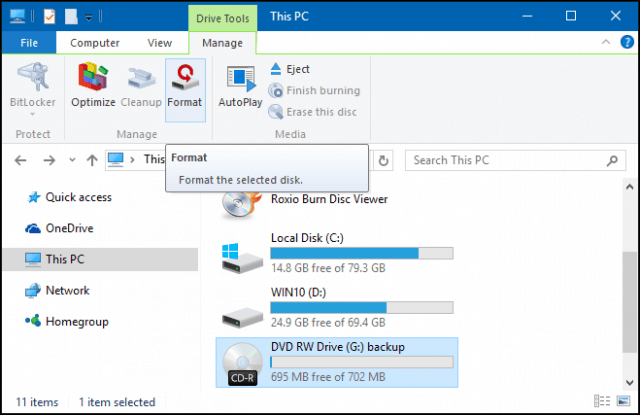 Drive Tools
This PC
File
Computer
View
Manage
BitLocker
Optimize
Cleanup
Format
AutoPlay
Eject
Finish burning
Erase this disc
Protect
Manage
Media
This
Search This PC
Format
Format the selected disk.
Quick access
OneDrive
This PC
Network
Homegroup
Roxio Burn Disc Viewer
Local Disk (C:)
14.8 GB free of 79.3 GB
WIN10 (D:)
24.9 GB free of 69.4 GB
DVD RW Drive (G:) backup
CD-R
695 MB free of 702 MB
11 items
1 item selected